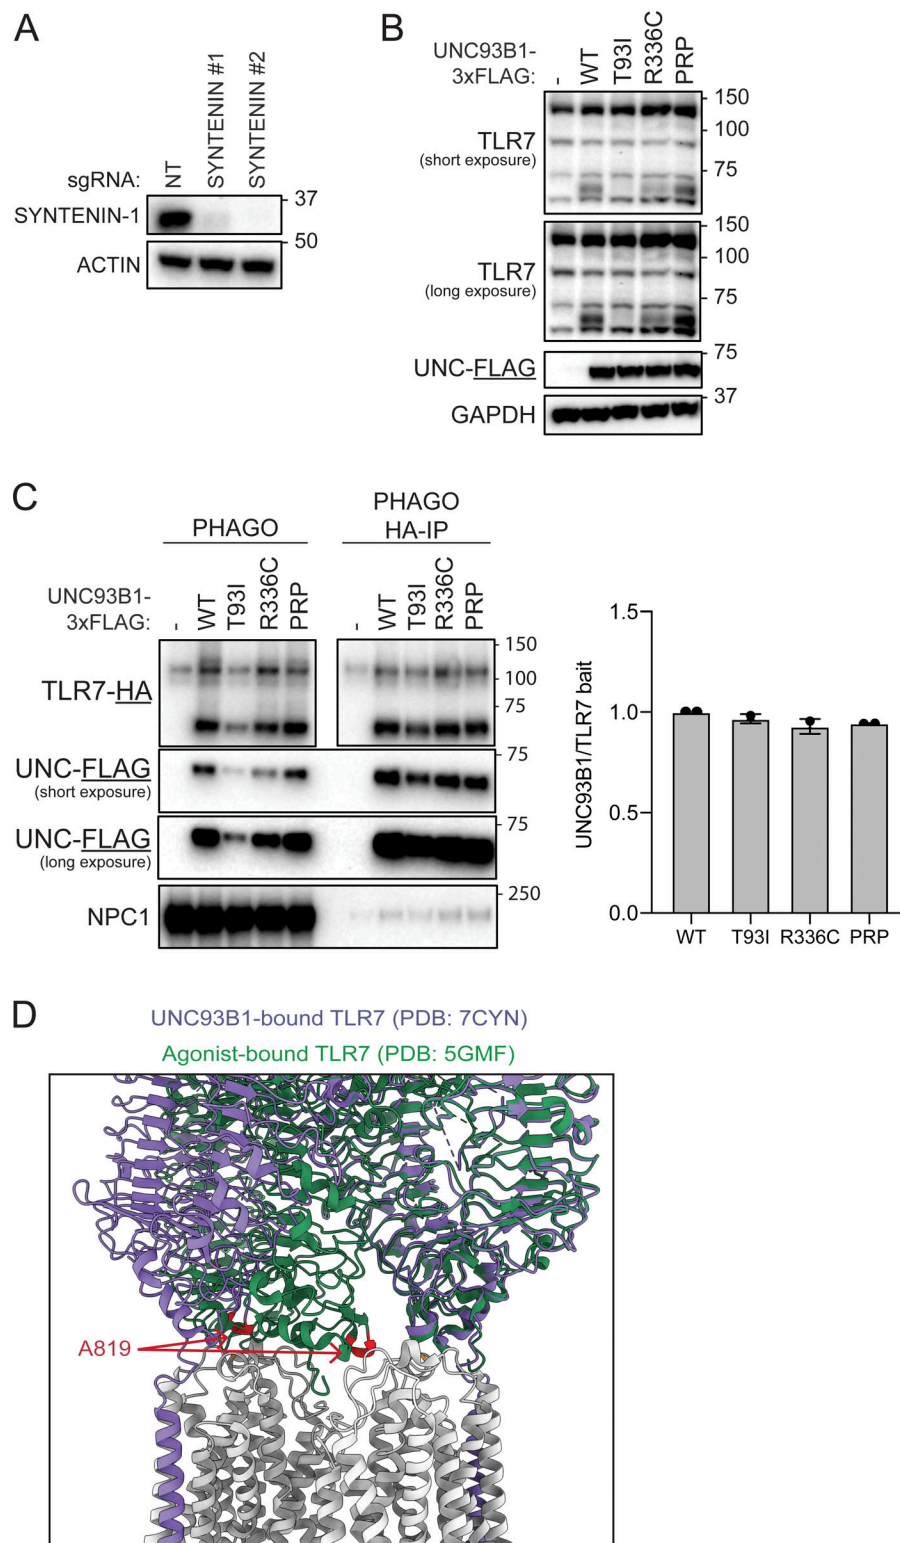 A
sgRNA:
NT
SYNTENIN #1
SYNTENIN #2
SYNTENIN-1
37
50
ACTIN
B
UNC93B1-
3xFLAG:
-
WT
T93I
R336C
PRP
TLR7
(short exposure)
150
100
75
TLR7
(long exposure)
150
100
75
UNC-FLAG
75
GAPDH
37
C
PHAGO
PHAGO
HA-IP
UNC93B1-
3xFLAG:
-
WT
T93I
R336C
PRP
-
WT
T93I
R336C
PRP
TLR7-HA
150
100
75
UNC-FLAG
(short exposure)
75
UNC-FLAG
(long exposure)
75
NPC1
250
UNC93B1/TLR7 bait
1.5
1.0
0.5
0.0
WT
T93I
R336C
PRP
D
UNC93B1-bound TLR7 (PDB: 7CYN)
Agonist-bound TLR7 (PDB: 5GMF)
A819